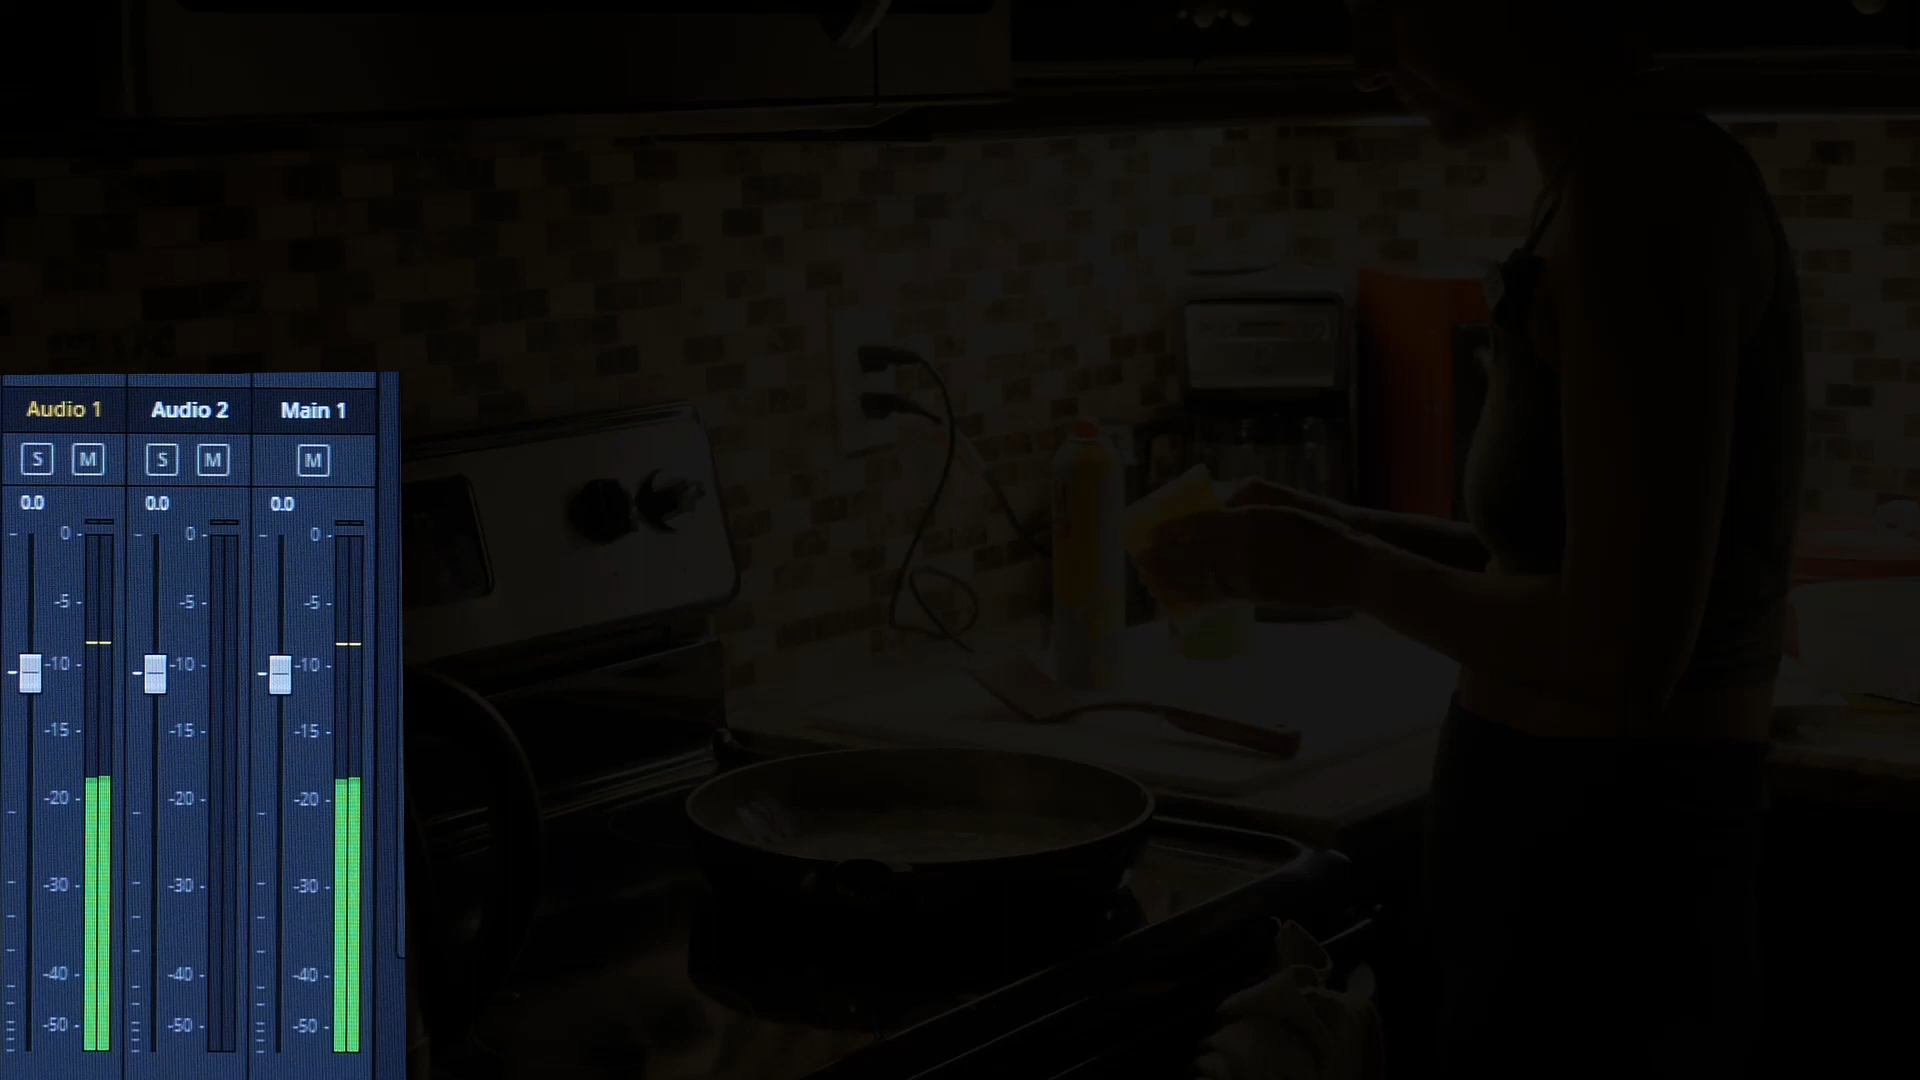 Audio 1 Audio 2 Main 1
S M S M M
0.0 0.0 0.0
0 0 0
-5 -5 -5
-10 -10 -10
-15 -15 -15
-20 -20 -20
-30 -30 -30
-40 -40 -40
-50 -50 -50